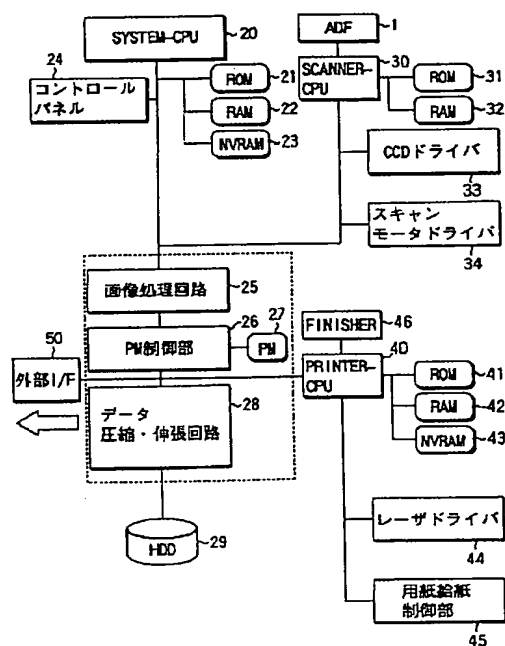 SYSTEM-CPU
20
24
コントロール
パネル
ROM
21
RAM
22
NVRAM
23
ADF
1
30
SCANNER-
CPU
ROM
31
RAM
32
CCDドライバ
33
スキャン
モータドライバ
34
画像処理回路
25
26
27
PM制御部
PM
50
外部I/F
28
データ
圧縮・伸張回路
HDD
29
FINISHER
46
40
PRINTER-
CPU
ROM
41
RAM
42
NVRAM
43
レーザドライバ
44
用紙給紙
制御部
45